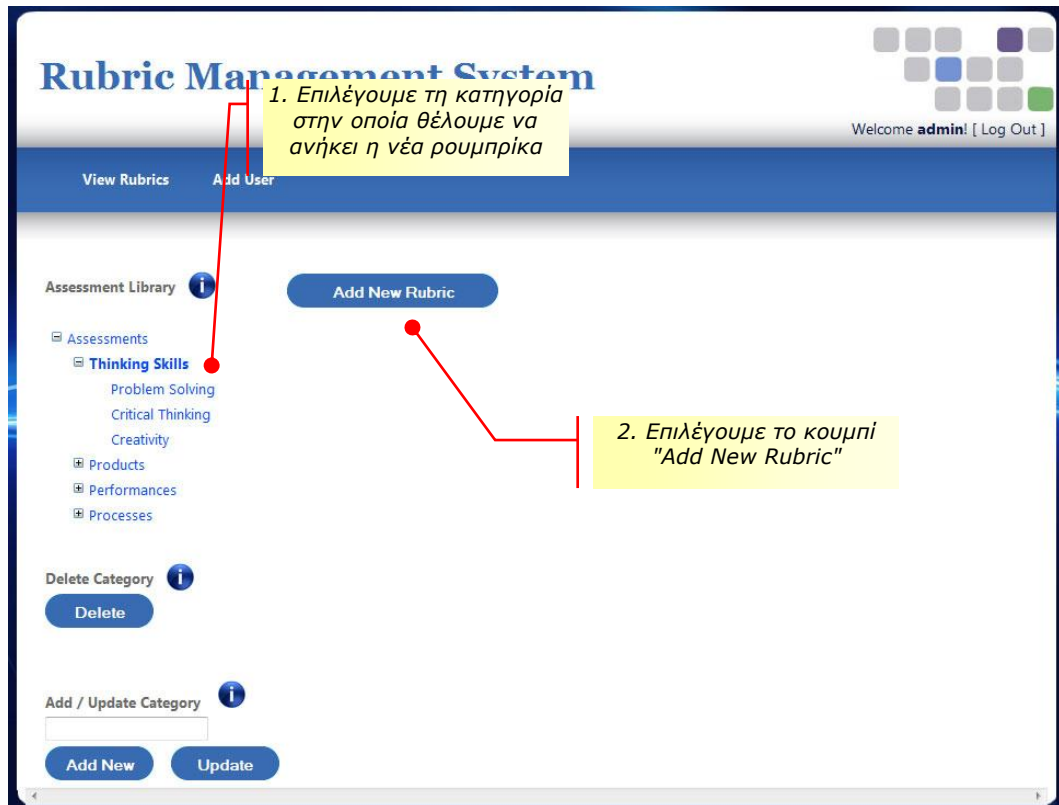 Rubric Management System
1. Επιλέγουμε τη κατηγορία
στην οποία θέλουμε να
ανήκει η νέα ρουμπρίκα
Welcome admin! [ Log Out ]
View Rubrics Add User
Assessment Library
Add New Rubric
Assessments
Thinking Skills
Problem Solving
Critical Thinking
Creativity
Products
Performances
Processes
2. Επιλέγουμε το κουμπί
"Add New Rubric"
Delete Category
Delete
Add / Update Category
Add New Update